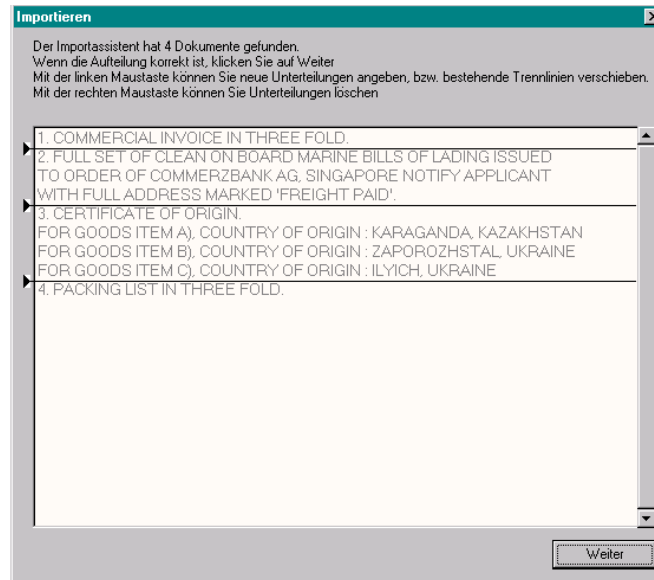 Importieren
Der Importassistent hat 4 Dokumente gefunden.
Wenn die Aufteilung korrekt ist, klicken Sie auf Weiter
Mit der linken Maustaste können Sie neue Unterteilungen angeben, bzw. bestehende Trennlinien verschieben.
Mit der rechten Maustaste können Sie Unterteilungen löschen
1. COMMERCIAL INVOICE IN THREE FOLD.
2. FULL SET OF CLEAN ON BOARD MARINE BILLS OF LADING ISSUED
TO ORDER OF COMMERZBANK AG, SINGAPORE NOTIFY APPLICANT
WITH FULL ADDRESS MARKED 'FREIGHT PAID'.
3. CERTIFICATE OF ORIGIN.
FOR GOODS ITEM A), COUNTRY OF ORIGIN : KARAGANDA, KAZAKHSTAN
FOR GOODS ITEM B), COUNTRY OF ORIGIN : ZAPOROZHSTAL, UKRAINE
FOR GOODS ITEM C), COUNTRY OF ORIGIN : ILYICH, UKRAINE
4. PACKING LIST IN THREE FOLD.
Weiter